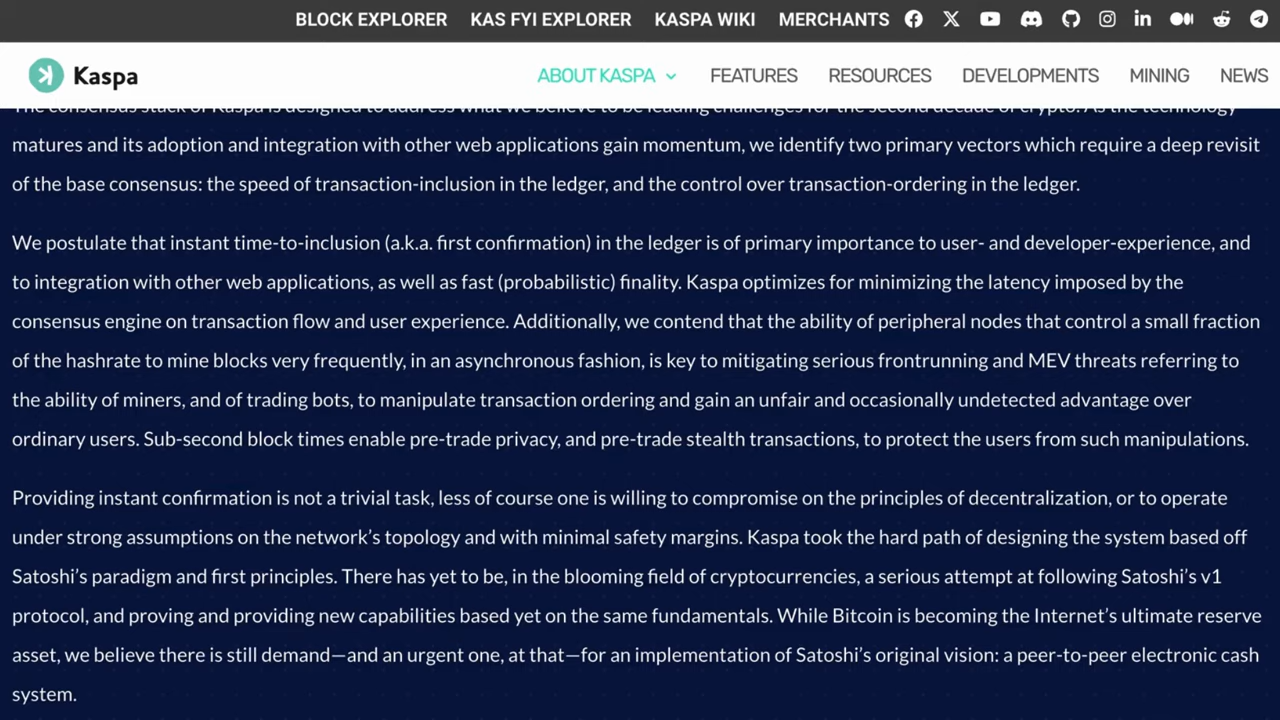 BLOCK EXPLORER KAS FYI EXPLORER KASPA WIKI MERCHANTS
Kaspa
ABOUT KASPA FEATURES RESOURCES DEVELOPMENTS MINING NEWS
The consensus stack of Kaspa is designed to address what we believe to be leading challenges for the second decade of crypto. As the technology
matures and its adoption and integration with other web applications gain momentum, we identify two primary vectors which require a deep revisit
of the base consensus: the speed of transaction-inclusion in the ledger, and the control over transaction-ordering in the ledger.
We postulate that instant time-to-inclusion (a.k.a. first confirmation) in the ledger is of primary importance to user- and developer-experience, and
to integration with other web applications, as well as fast (probabilistic) finality. Kaspa optimizes for minimizing the latency imposed by the
consensus engine on transaction flow and user experience. Additionally, we contend that the ability of peripheral nodes that control a small fraction
of the hashrate to mine blocks very frequently, in an asynchronous fashion, is key to mitigating serious frontrunning and MEV threats referring to
the ability of miners, and of trading bots, to manipulate transaction ordering and gain an unfair and occasionally undetected advantage over
ordinary users. Sub-second block times enable pre-trade privacy, and pre-trade stealth transactions, to protect the users from such manipulations.
Providing instant confirmation is not a trivial task, less of course one is willing to compromise on the principles of decentralization, or to operate
under strong assumptions on the network's topology and with minimal safety margins. Kaspa took the hard path of designing the system based off
Satoshi's paradigm and first principles. There has yet to be, in the blooming field of cryptocurrencies, a serious attempt at following Satoshi's v1
protocol, and proving and providing new capabilities based yet on the same fundamentals. While Bitcoin is becoming the Internet's ultimate reserve
asset, we believe there is still demand—and an urgent one, at that—for an implementation of Satoshi's original vision: a peer-to-peer electronic cash
system.